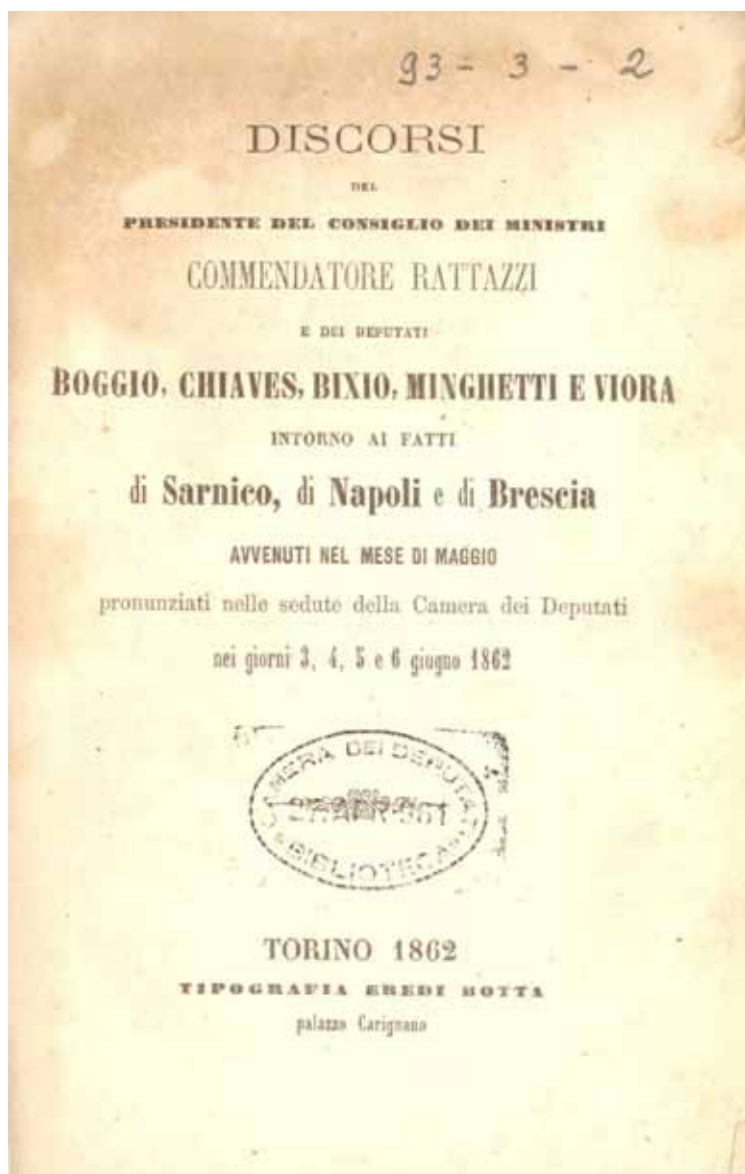 93 - 3 - 2
DISCORSI
DEL
PRESIDENTE DEL CONSIGLIO DEI MINISTRI
COMMENDATORE RATTAZZI
E DEI DEPUTATI
BOGGIO, CHIAVES, BIXIO, MINGHETTI E VIORA
INTORNO AI FATTI
di Sarnico, di Napoli e di Brescia
AVVENUTI NEL MESE DI MAGGIO
pronunziati nelle sedute della Camera dei Deputati
nei giorni 3, 4, 5 e 6 giugno 1862
CAMERA DEI DEPUTATI
BIBLIOTECA
TORINO 1862
TIPOGRAFIA EREDI BOTTA
palazzo Carignano